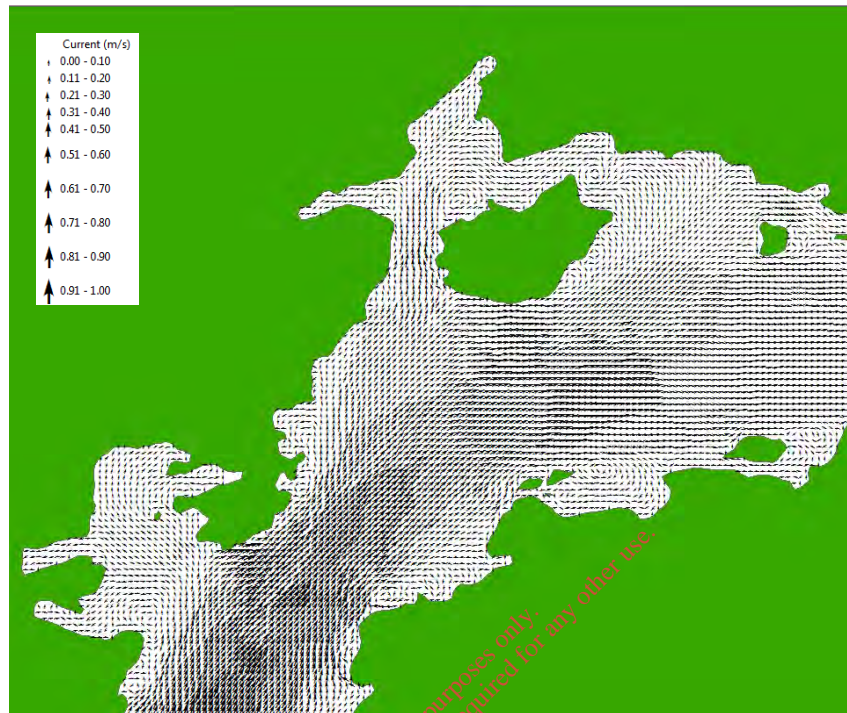 Current (m/s)
0.00 - 0.10
0.11 - 0.20
0.21 - 0.30
0.31 - 0.40
0.41 - 0.50
0.51 - 0.60
0.61 - 0.70
0.71 - 0.80
0.81 - 0.90
0.91 - 1.00
purposes only.
required for any other use.